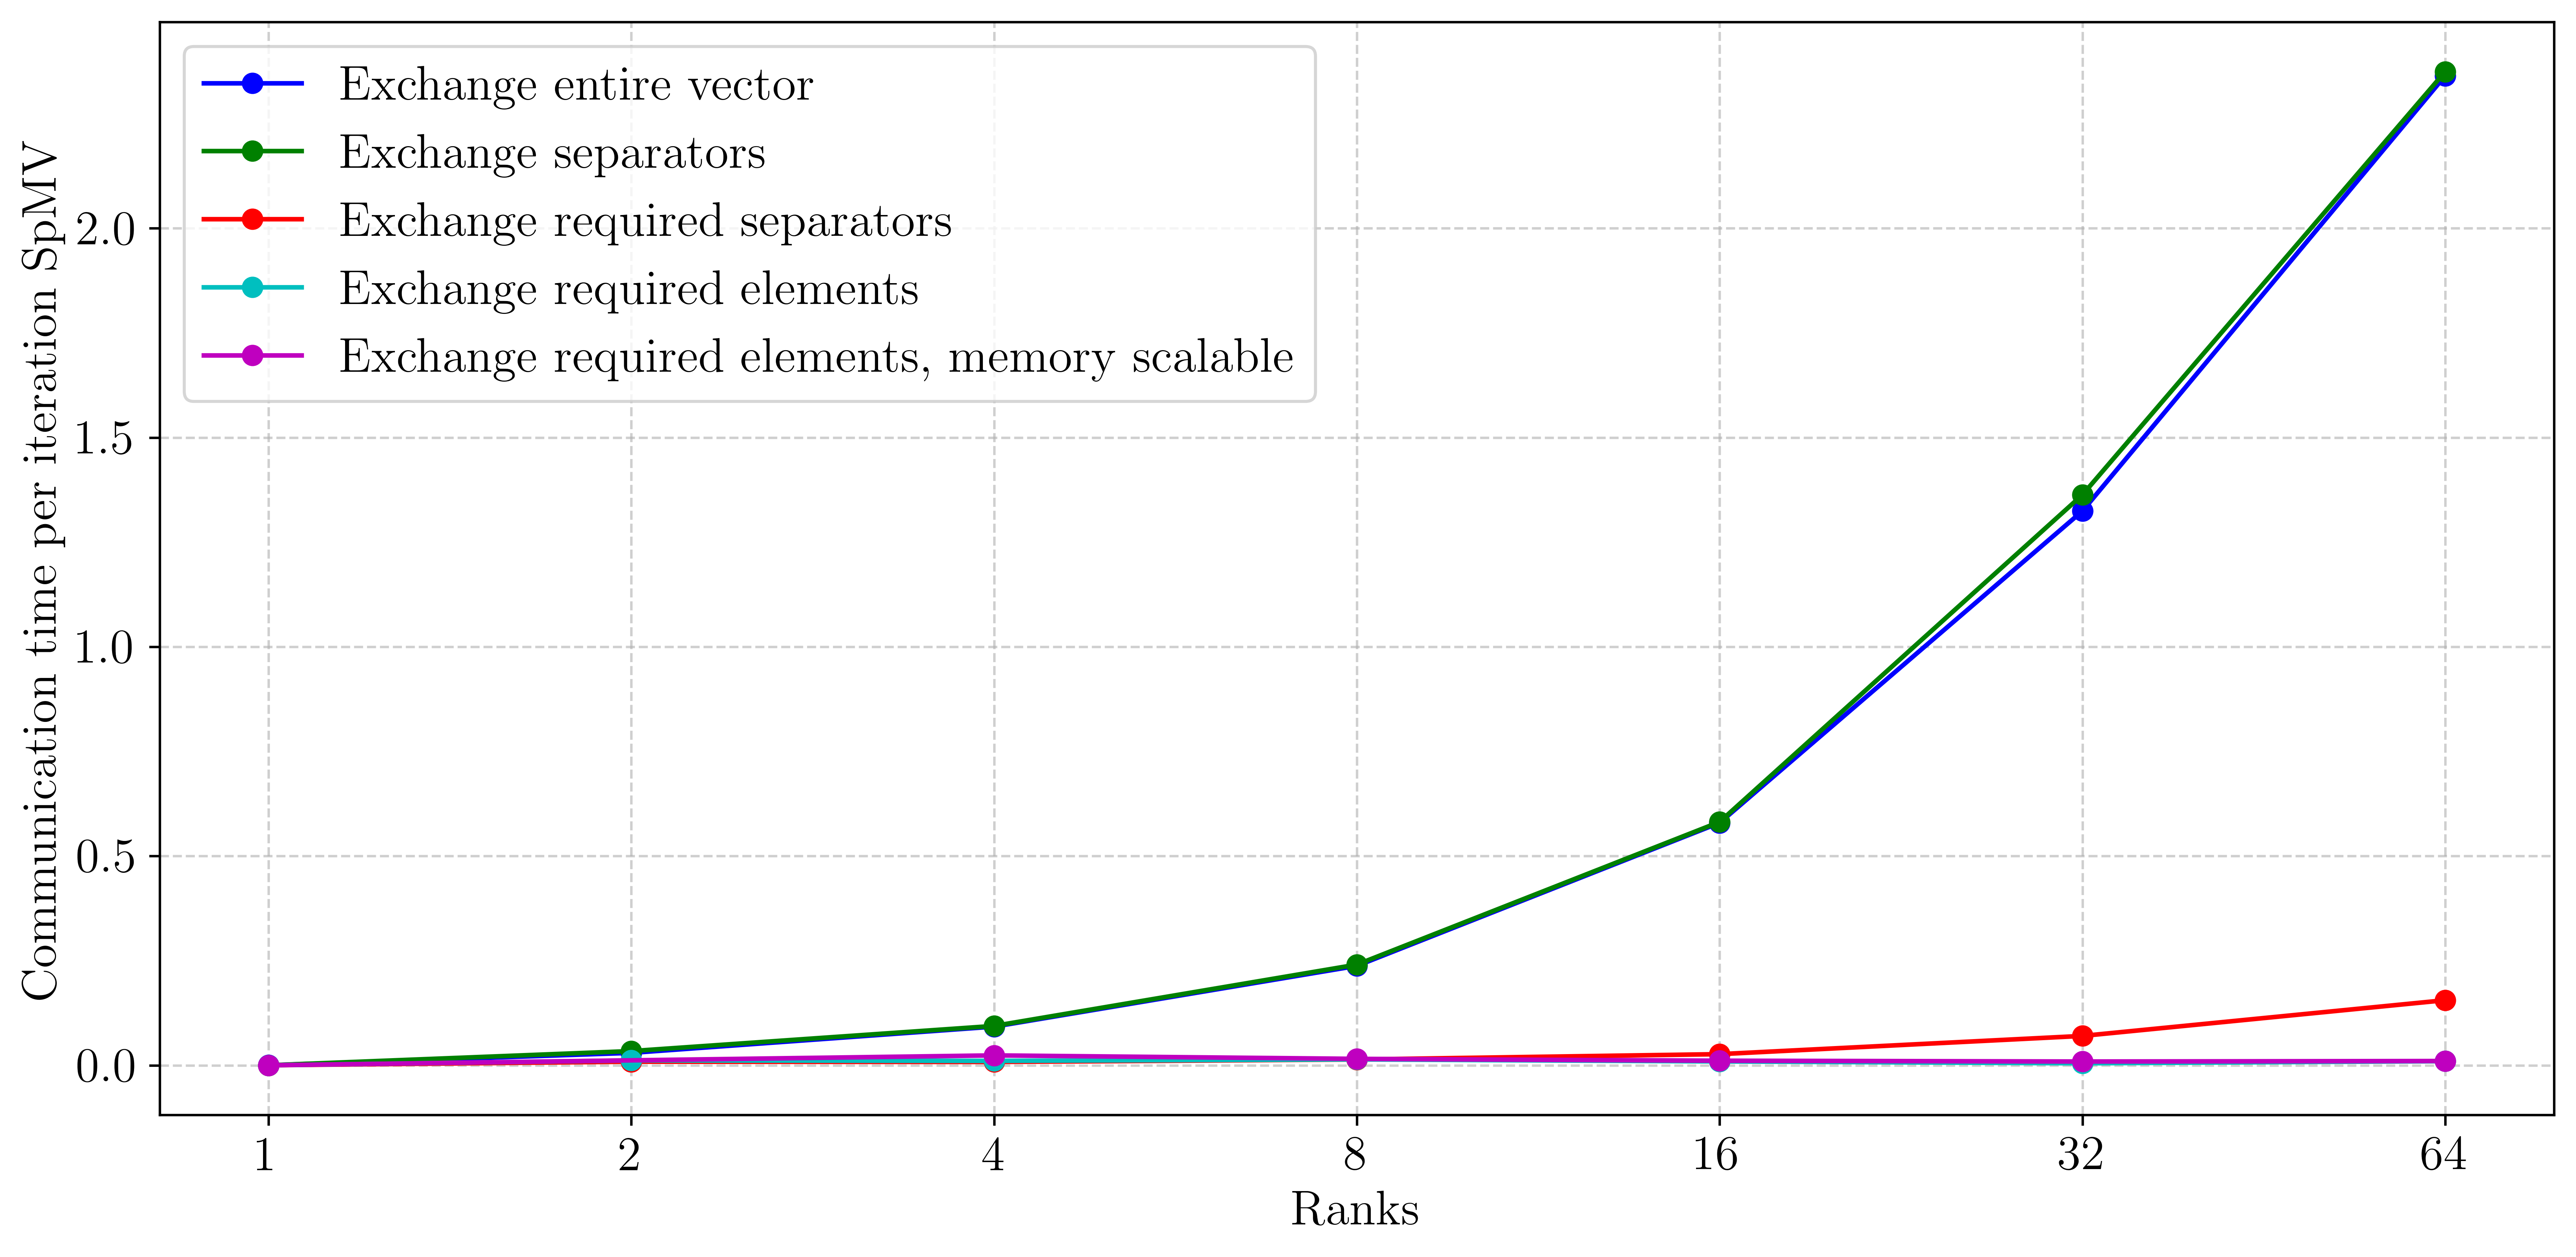 Exchange entire vector
Exchange separators
Exchange required separators
Exchange required elements
Exchange required elements, memory scalable
Communication time per iteration SpMV
2.0
1.5
1.0
0.5
0.0
1 2 4 8 16 32 64
Ranks